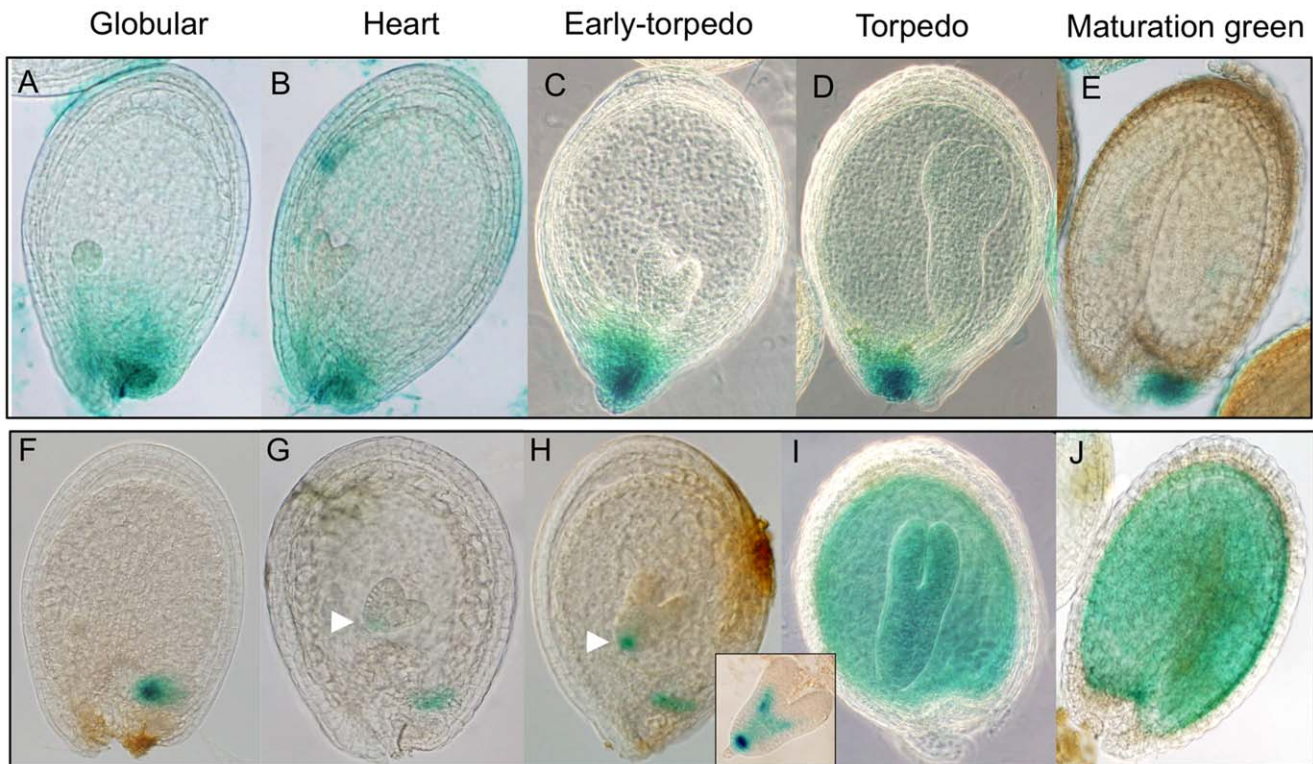 Globular Heart Early-torpedo Torpedo Maturation green
A B C D E
F G H I J